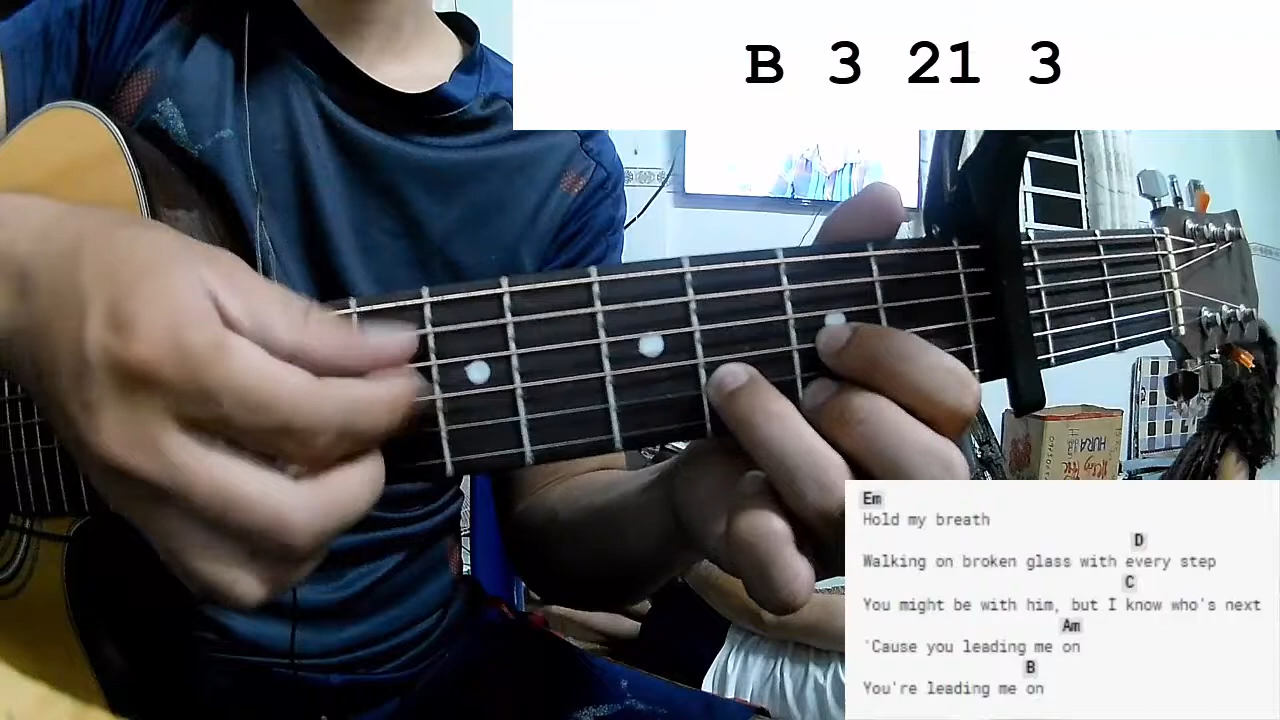 B 3 21 3
Em
Hold my breath
D
Walking on broken glass with every step
C
You might be with him, but I know who's next
Am
'Cause you leading me on
B
You're leading me on
HURA